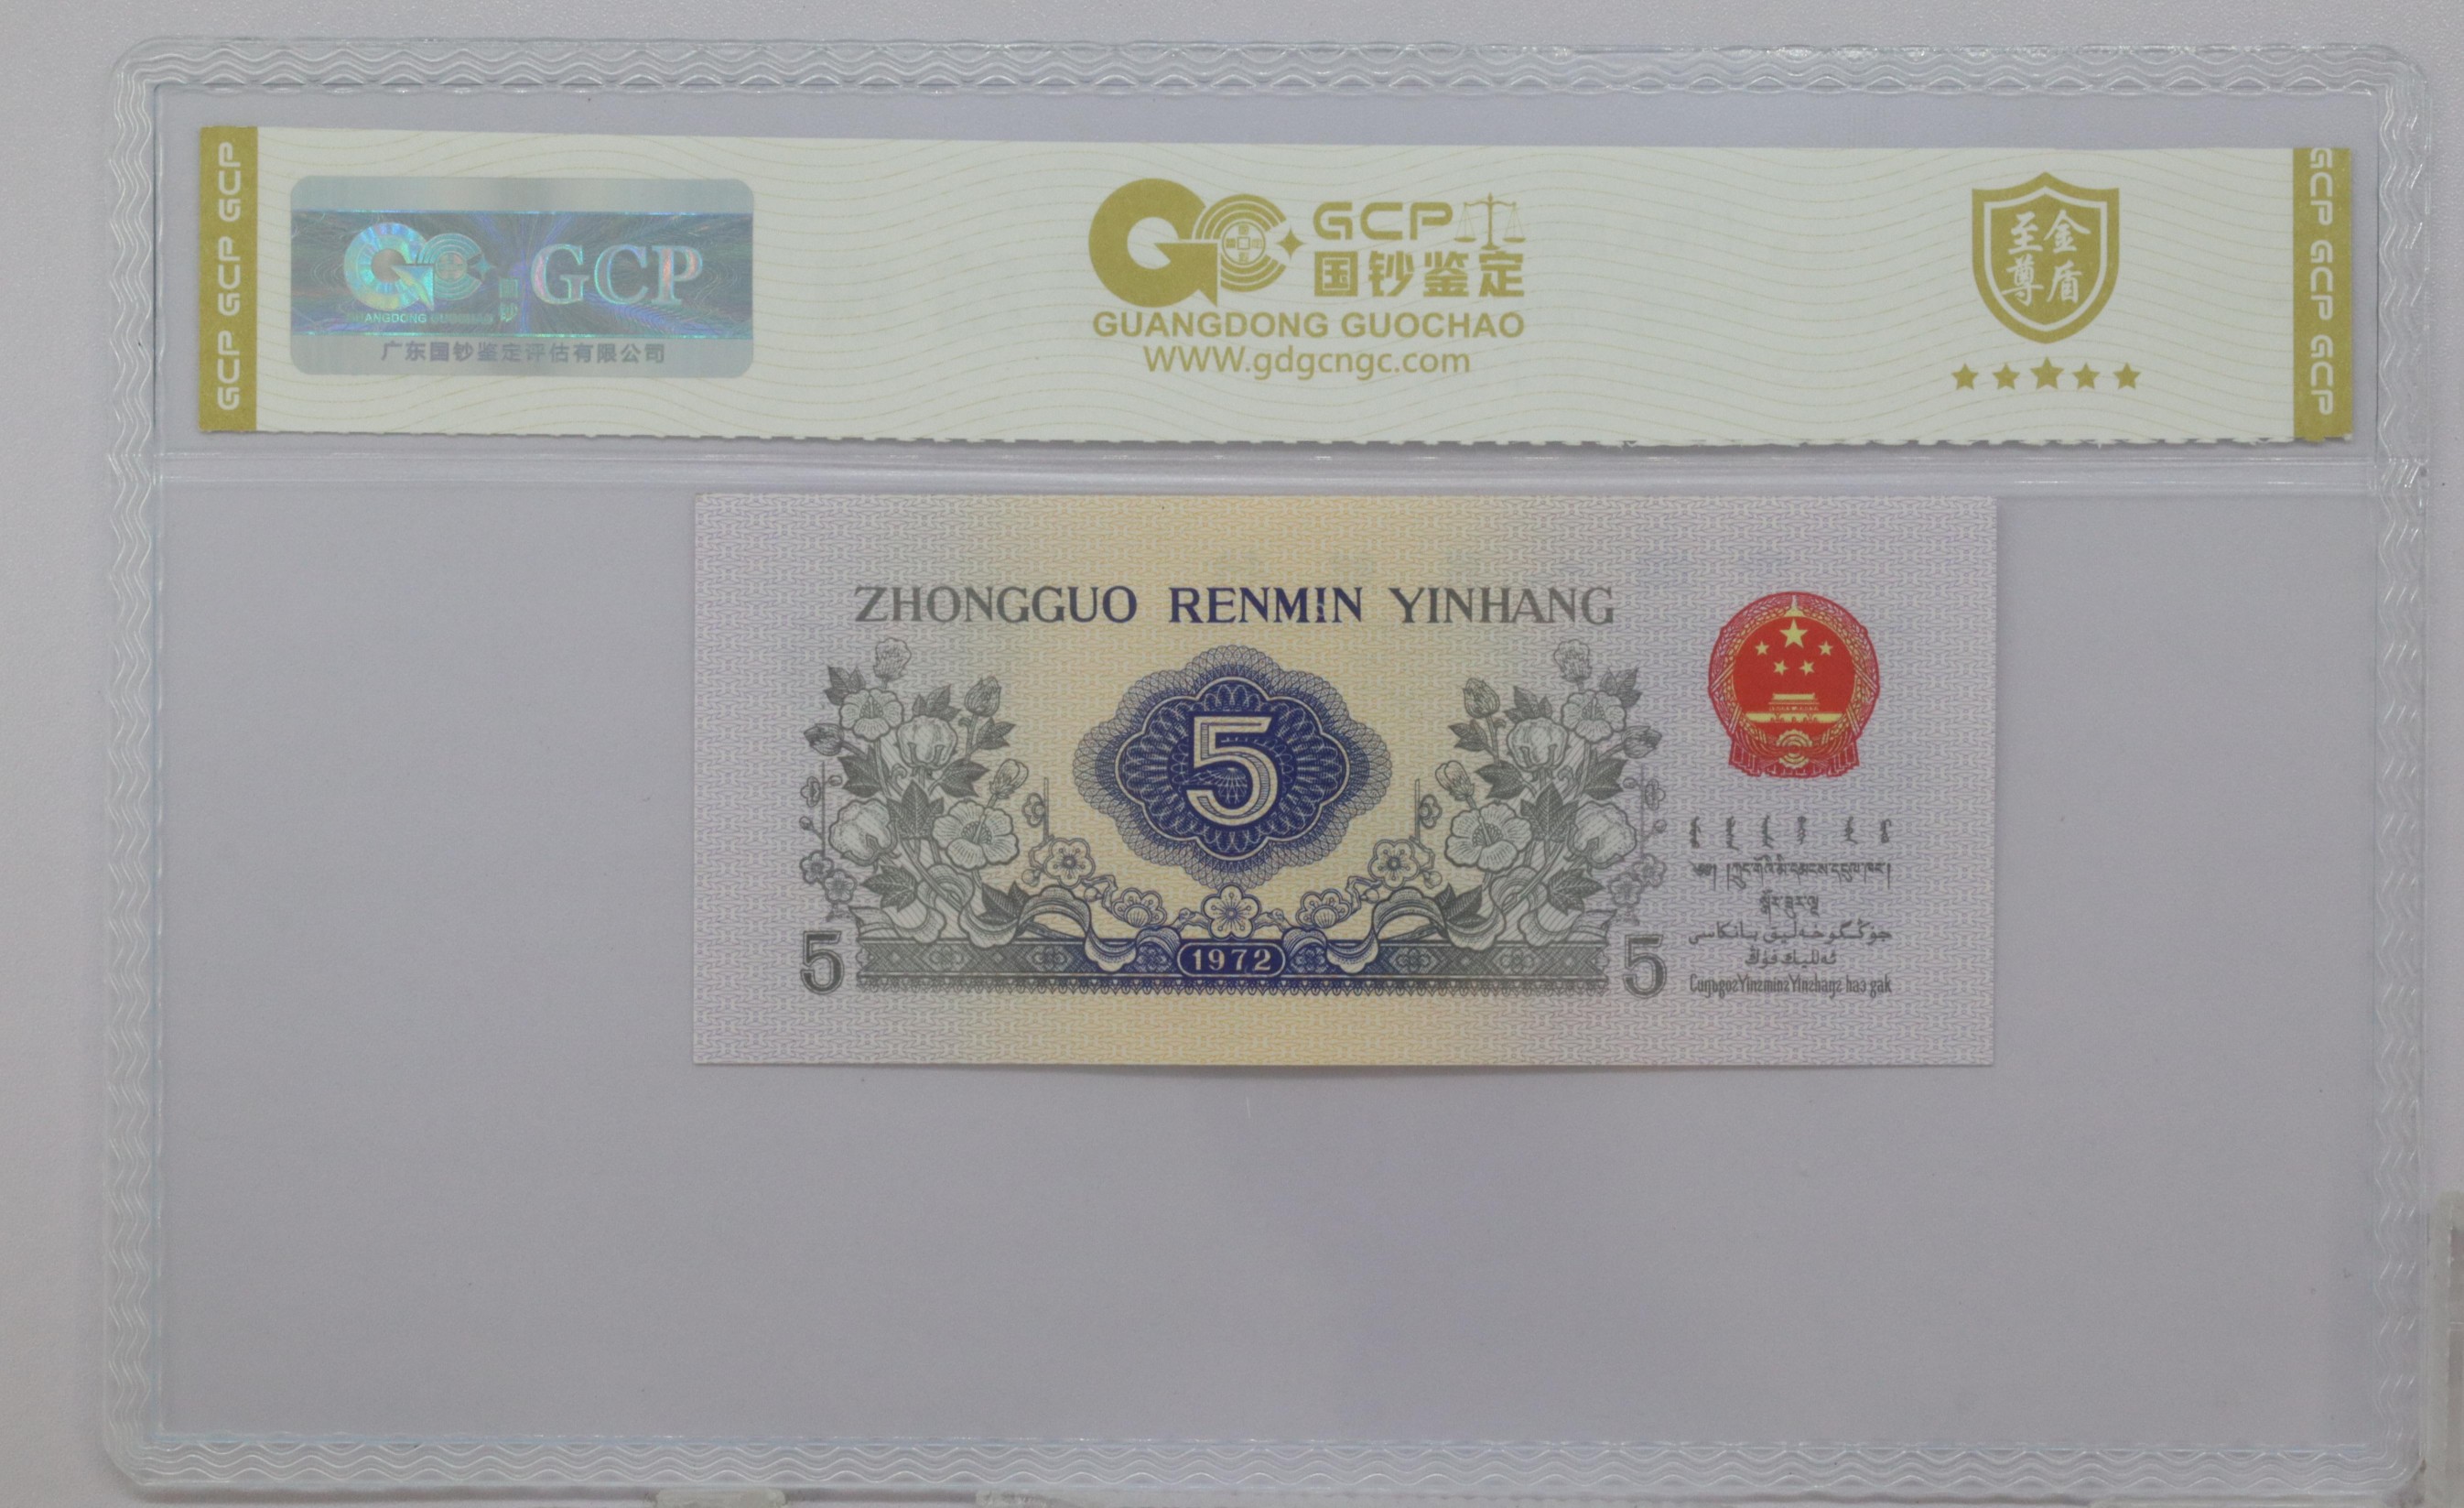 GCP GCP GCP
GCP
GUANGDONG GUOCHAO
广东国钞鉴定评估有限公司
GCP
国钞鉴定
GUANGDONG GUOCHAO
WWW.gdgcngc.com
至尊
金盾
GCP GCP GCP
ZHONGGUO RENMIN YINHANG
5
1972
5
5